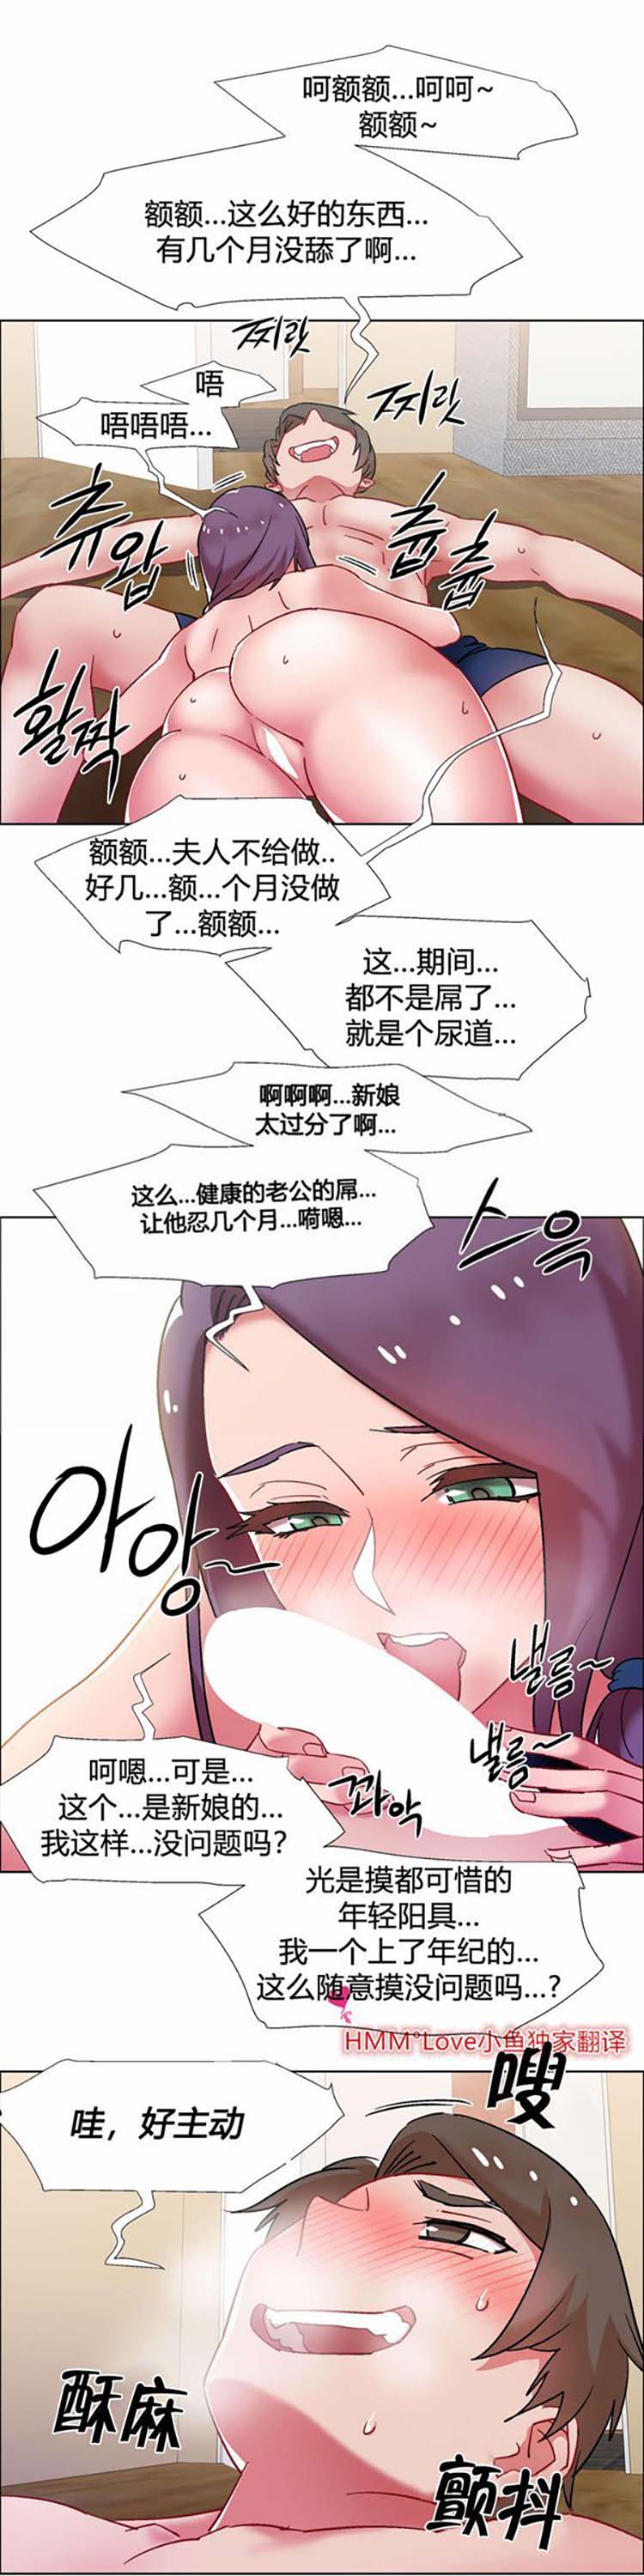 呵额额...呵呵~
额额~
额额...这么好的东西...
有几个月没舔了啊...
찌릿
찌릿
唔
唔唔唔...
츄왑
츕츕
활짝
额额...夫人不给做..
好几...额...个月没做
了...额额...
这...期间...
都不是屌了...
就是个尿道...
啊啊啊...新娘
太过分了啊...
这么...健康的老公的屌...
让他忍几个月...嗬嗯...
스윽
아앙~
낼름~
낼름~
꽈악
呵嗯...可是...
这个...是新娘的...
我这样...没问题吗?
光是摸都可惜的
年轻阳具...
我一个上了年纪的...
这么随意摸没问题吗...?
HMM°Love小鱼独家翻译
嗖
哇，好主动
酥麻
颤抖